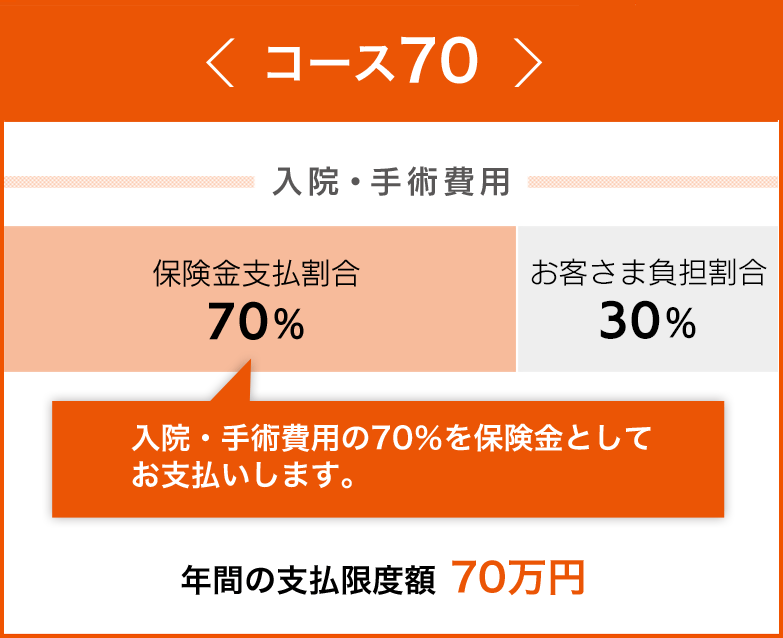 〈 コース70 〉
入院・手術費用
保険金支払割合
70%
お客さま負担割合
30%
入院・手術費用の70%を保険金として
お支払いします。
年間の支払限度額 70万円